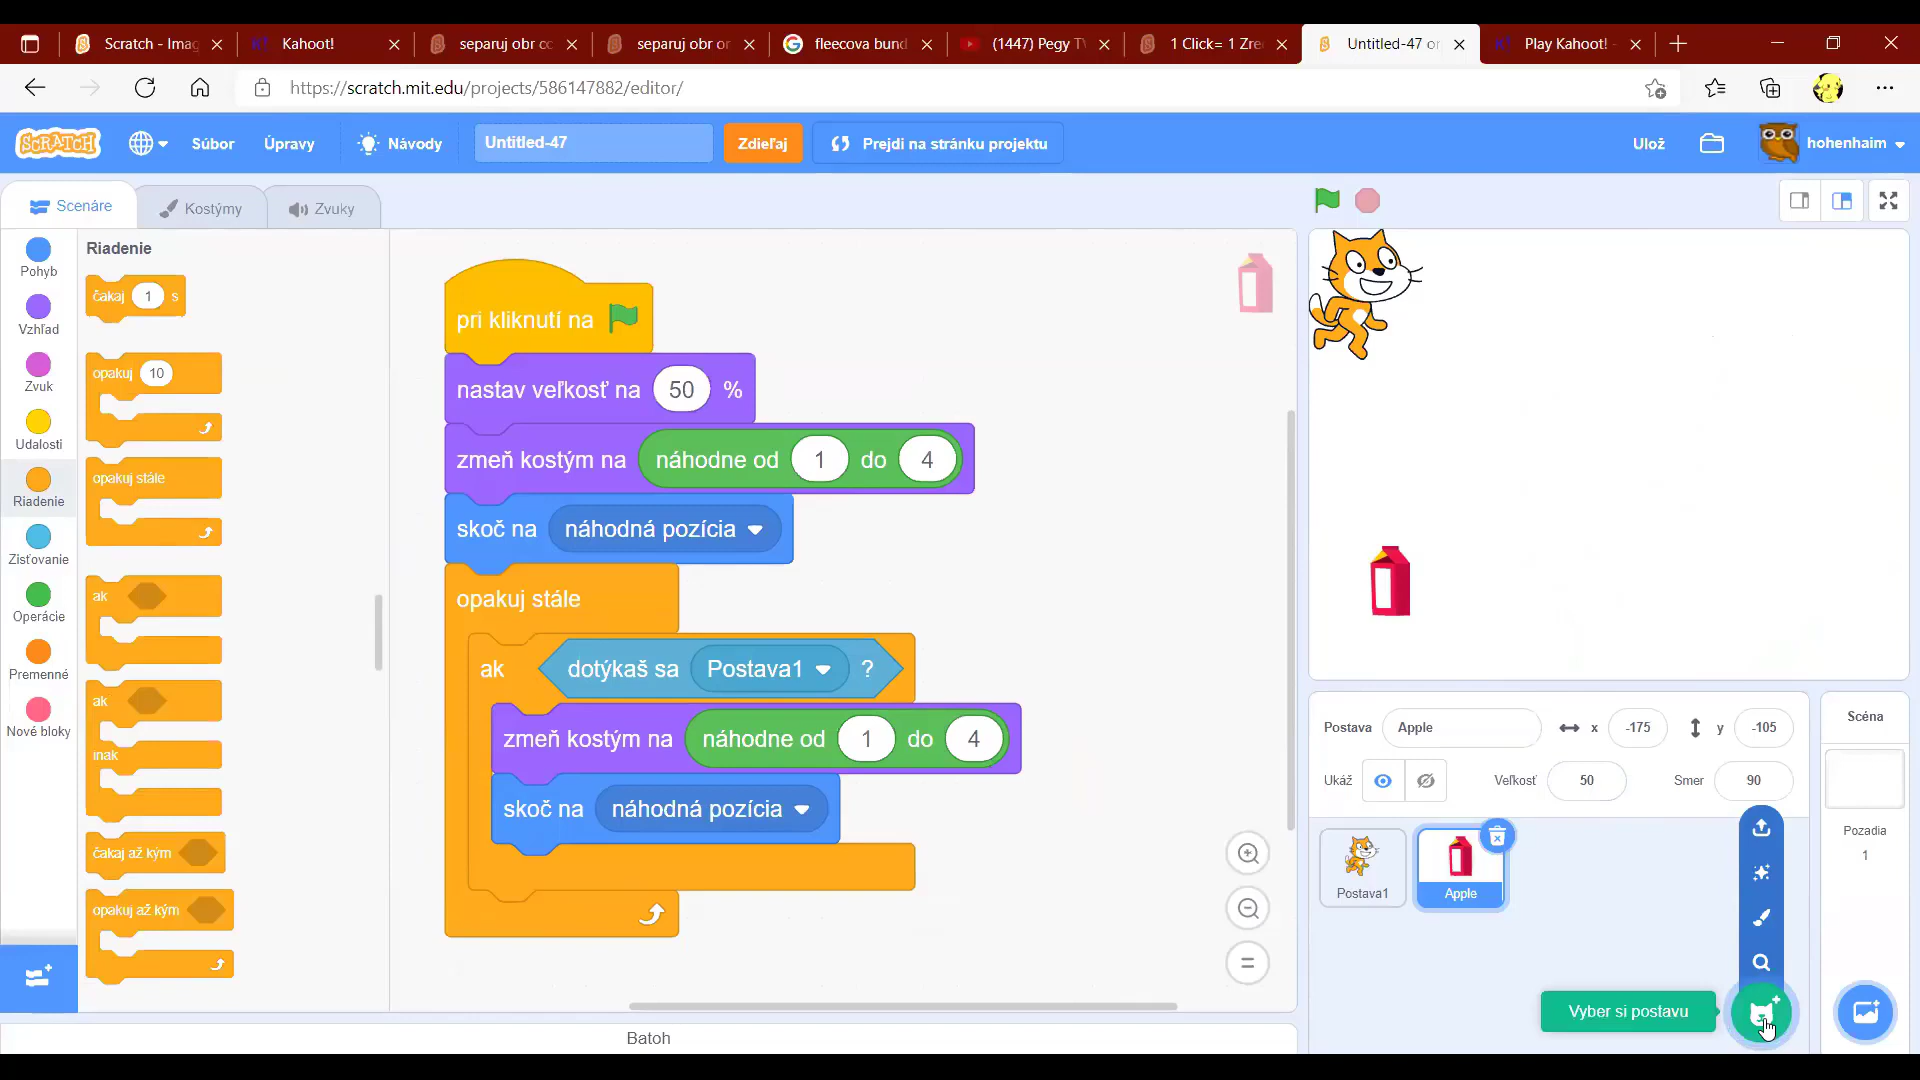 Scratch - Imag
Kahoot!
separuj obr co
separuj obr or
fleecova bund
(1447) Pegy TV
1 Click= 1 Zre
Untitled-47 or
Play Kahoot! -
https://scratch.mit.edu/projects/586147882/editor/
SCRATCH
Súbor
Úpravy
Návody
Untitled-47
Zdieľaj
Prejdi na stránku projektu
Ulož
hohenhaim
Scenáre
Kostýmy
Zvuky
Pohyb
Vzhľad
Zvuk
Udalosti
Riadenie
Zisťovanie
Operácie
Premenné
Nové bloky
Riadenie
čakaj 1 s
opakuj 10
opakuj stále
ak
ak
inak
čakaj až kým
opakuj až kým
pri kliknutí na
nastav veľkosť na 50 %
zmeň kostým na náhodne od 1 do 4
skoč na náhodná pozícia
opakuj stále
ak dotýkaš sa Postava1 ?
zmeň kostým na náhodne od 1 do 4
skoč na náhodná pozícia
Batoh
Postava Apple x -175 y -105
Ukáž Veľkosť 50 Smer 90
Postava1
Apple
Vyber si postavu
Scéna
Pozadia
1